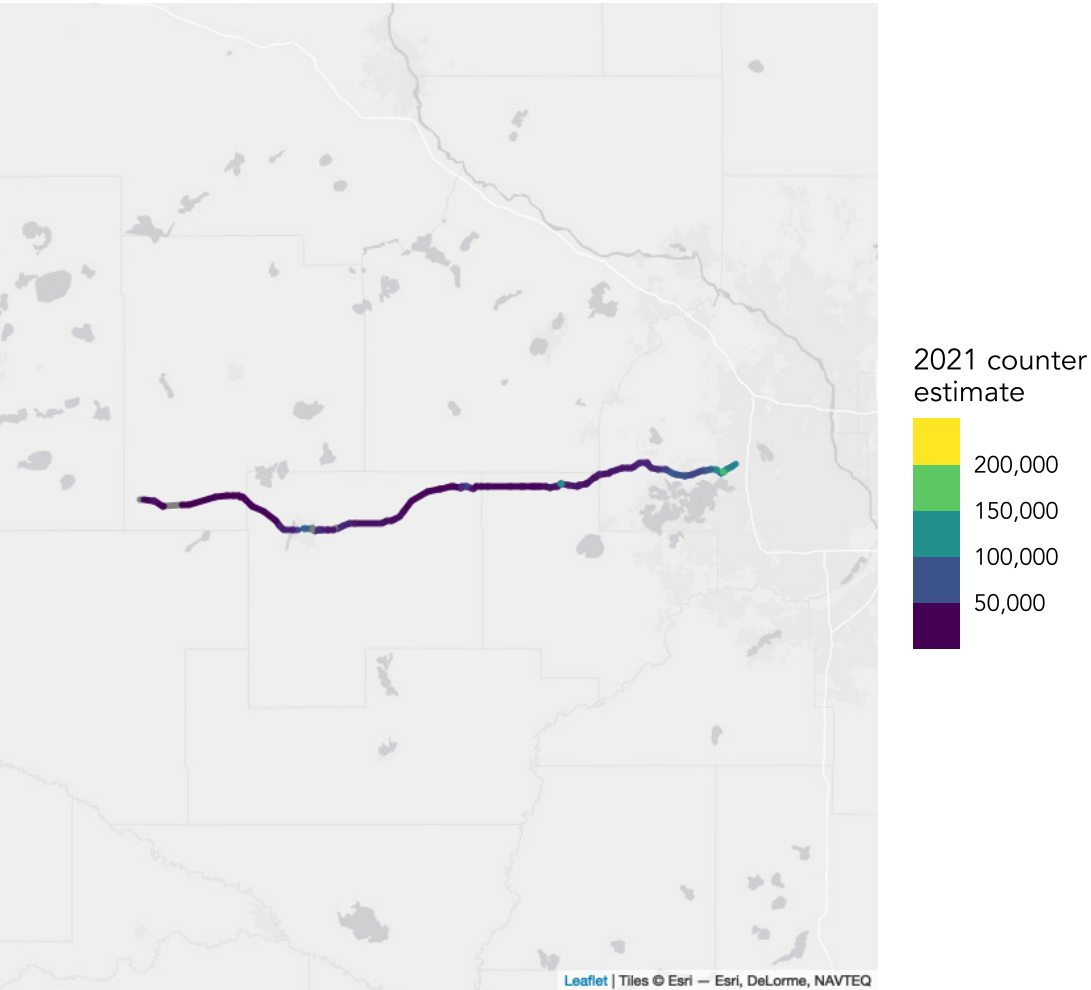 2021 counter
estimate
200,000
150,000
100,000
50,000
Leaflet | Tiles © Esri — Esri, DeLorme, NAVTEQ